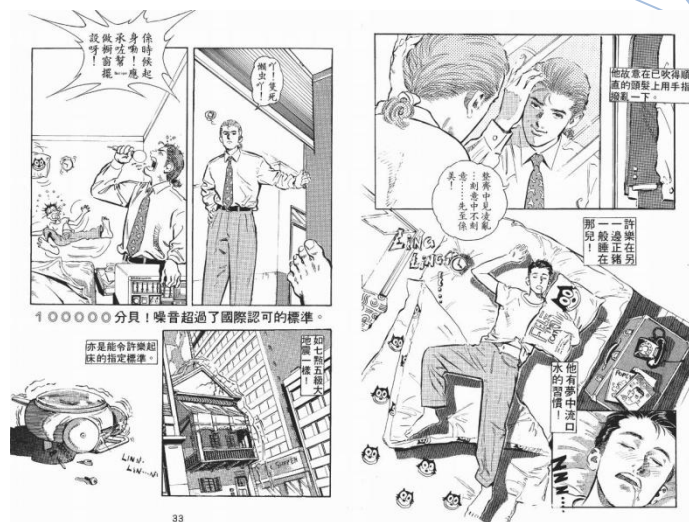 他故意在已吹得順
直的頭髮上用手指
撥亂一下。
整齊中見凌亂
……刻意中不刻
意……先至係
美！
許樂在另
一邊正豬
一般睡在
那兒！
LING.
LING
他有夢中流口
水的習慣！
吖！隻死
懶虫吖！
係時候起
身嘞！應
承咗幫
做櫥窗擺
設呀！
100000分貝！噪音超過了國際認可的標準。
亦是能令許樂起
床的指定標準。
如七點五級大
地震一樣！
LING.
LING
33